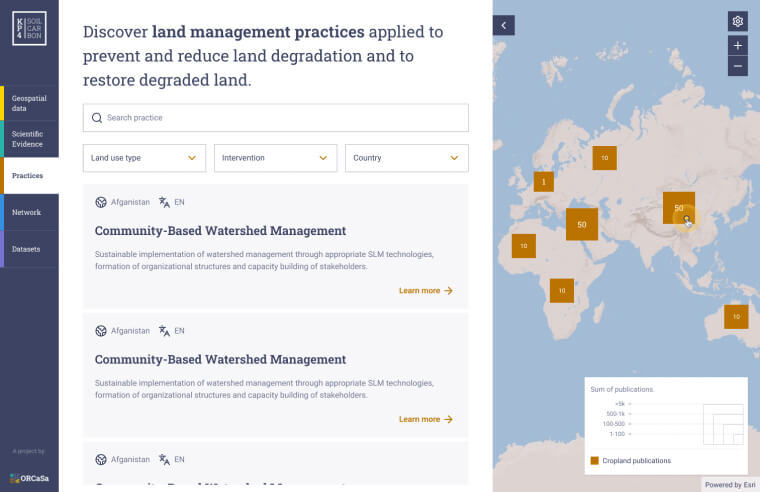 KP4
SOIL
CAR
BON
Geospatial
data
Scientific
Evidence
Practices
Network
Datasets
A project by
ORCaSa
Discover land management practices applied to
prevent and reduce land degradation and to
restore degraded land.
Search practice
Land use type
Intervention
Country
Afganistan
EN
Community-Based Watershed Management
Sustainable implementation of watershed management through appropriate SLM technologies,
formation of organizational structures and capacity building of stakeholders.
Learn more
Afganistan
EN
Community-Based Watershed Management
Sustainable implementation of watershed management through appropriate SLM technologies,
formation of organizational structures and capacity building of stakeholders.
Learn more
Afganistan
EN
Community-Based Watershed Management
10
1
50
50
10
10
10
Sum of publications.
>5k
500-1k
100-500
1-100
Cropland publications
Powered by Esri